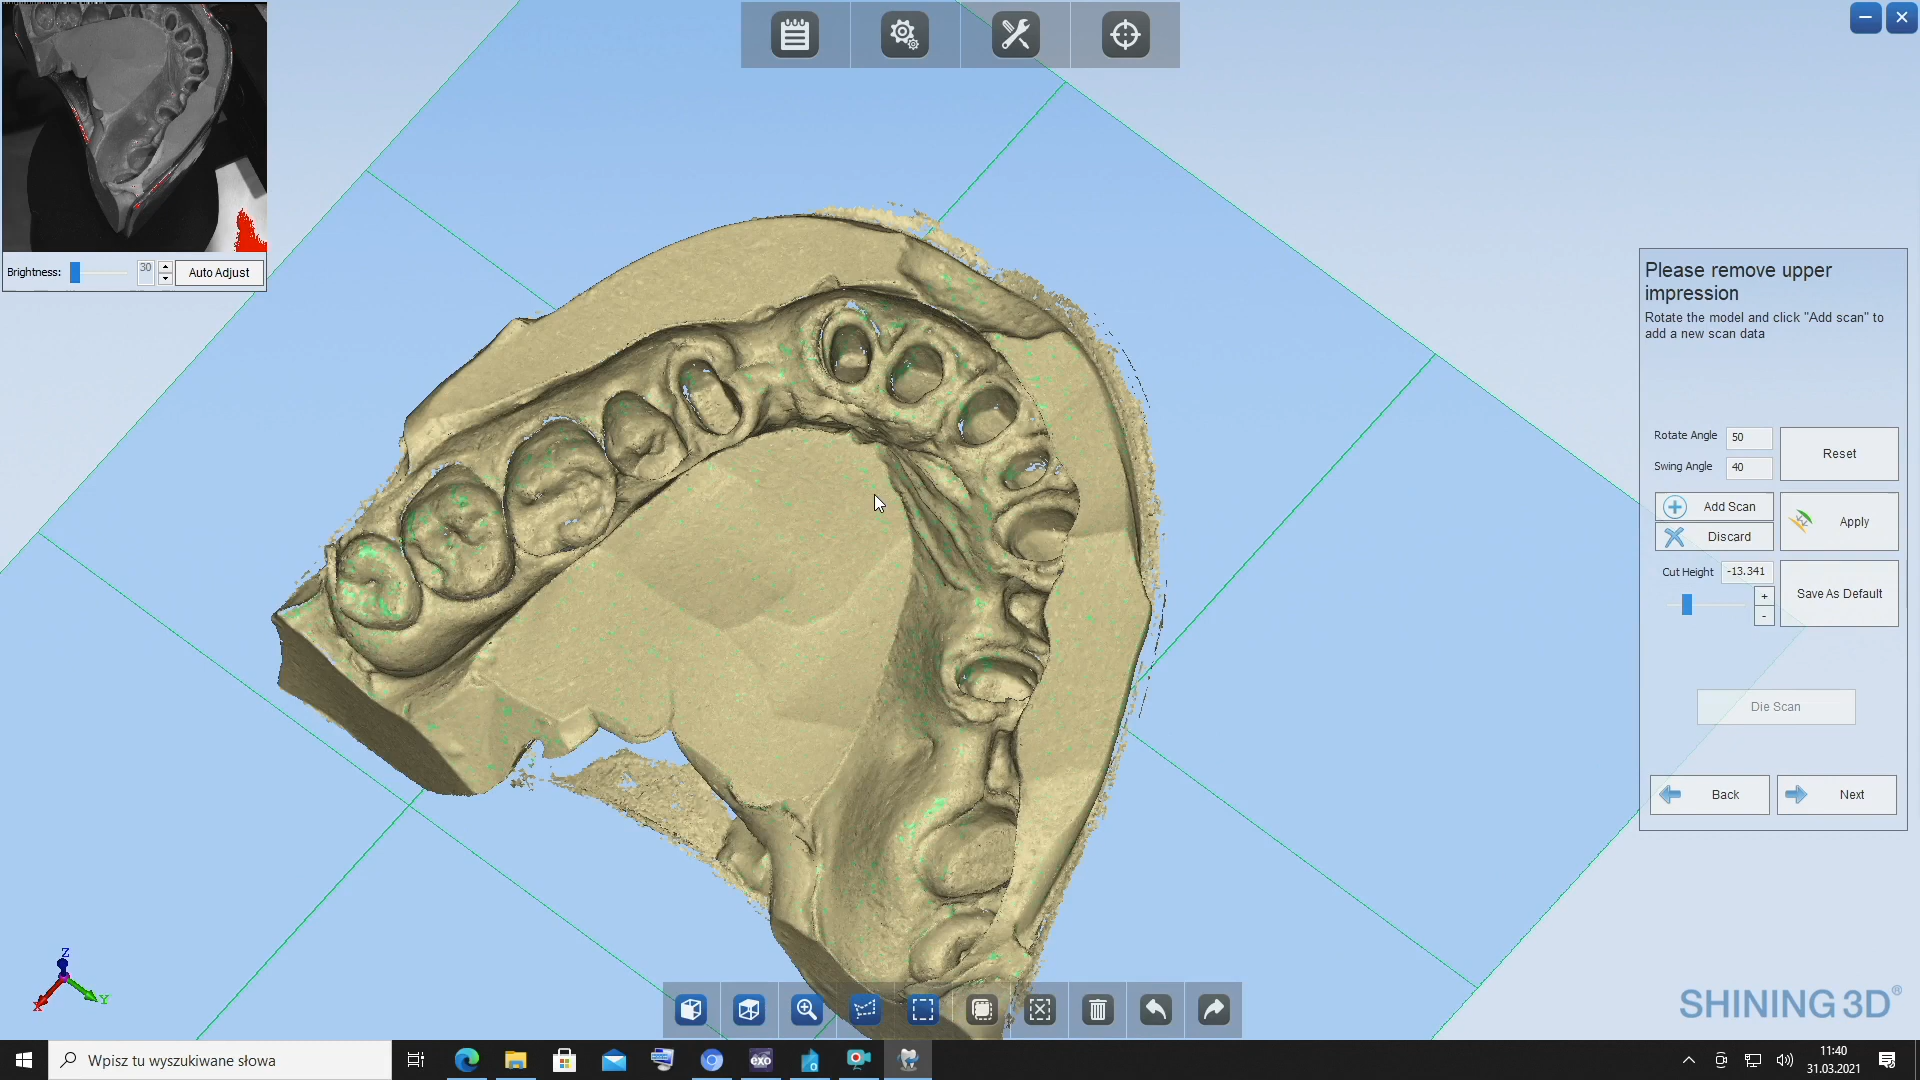 Brightness:
30
Auto Adjust
Please remove upper
impression
Rotate the model and click "Add scan" to
add a new scan data
Rotate Angle
50
Reset
Swing Angle
40
Add Scan
Apply
Discard
Cut Height
-13.341
+
-
Save As Default
Die Scan
Back
Next
Z
X
Y
SHINING 3D®
Wpisz tu wyszukiwane słowa
exo
11:40
31.03.2021